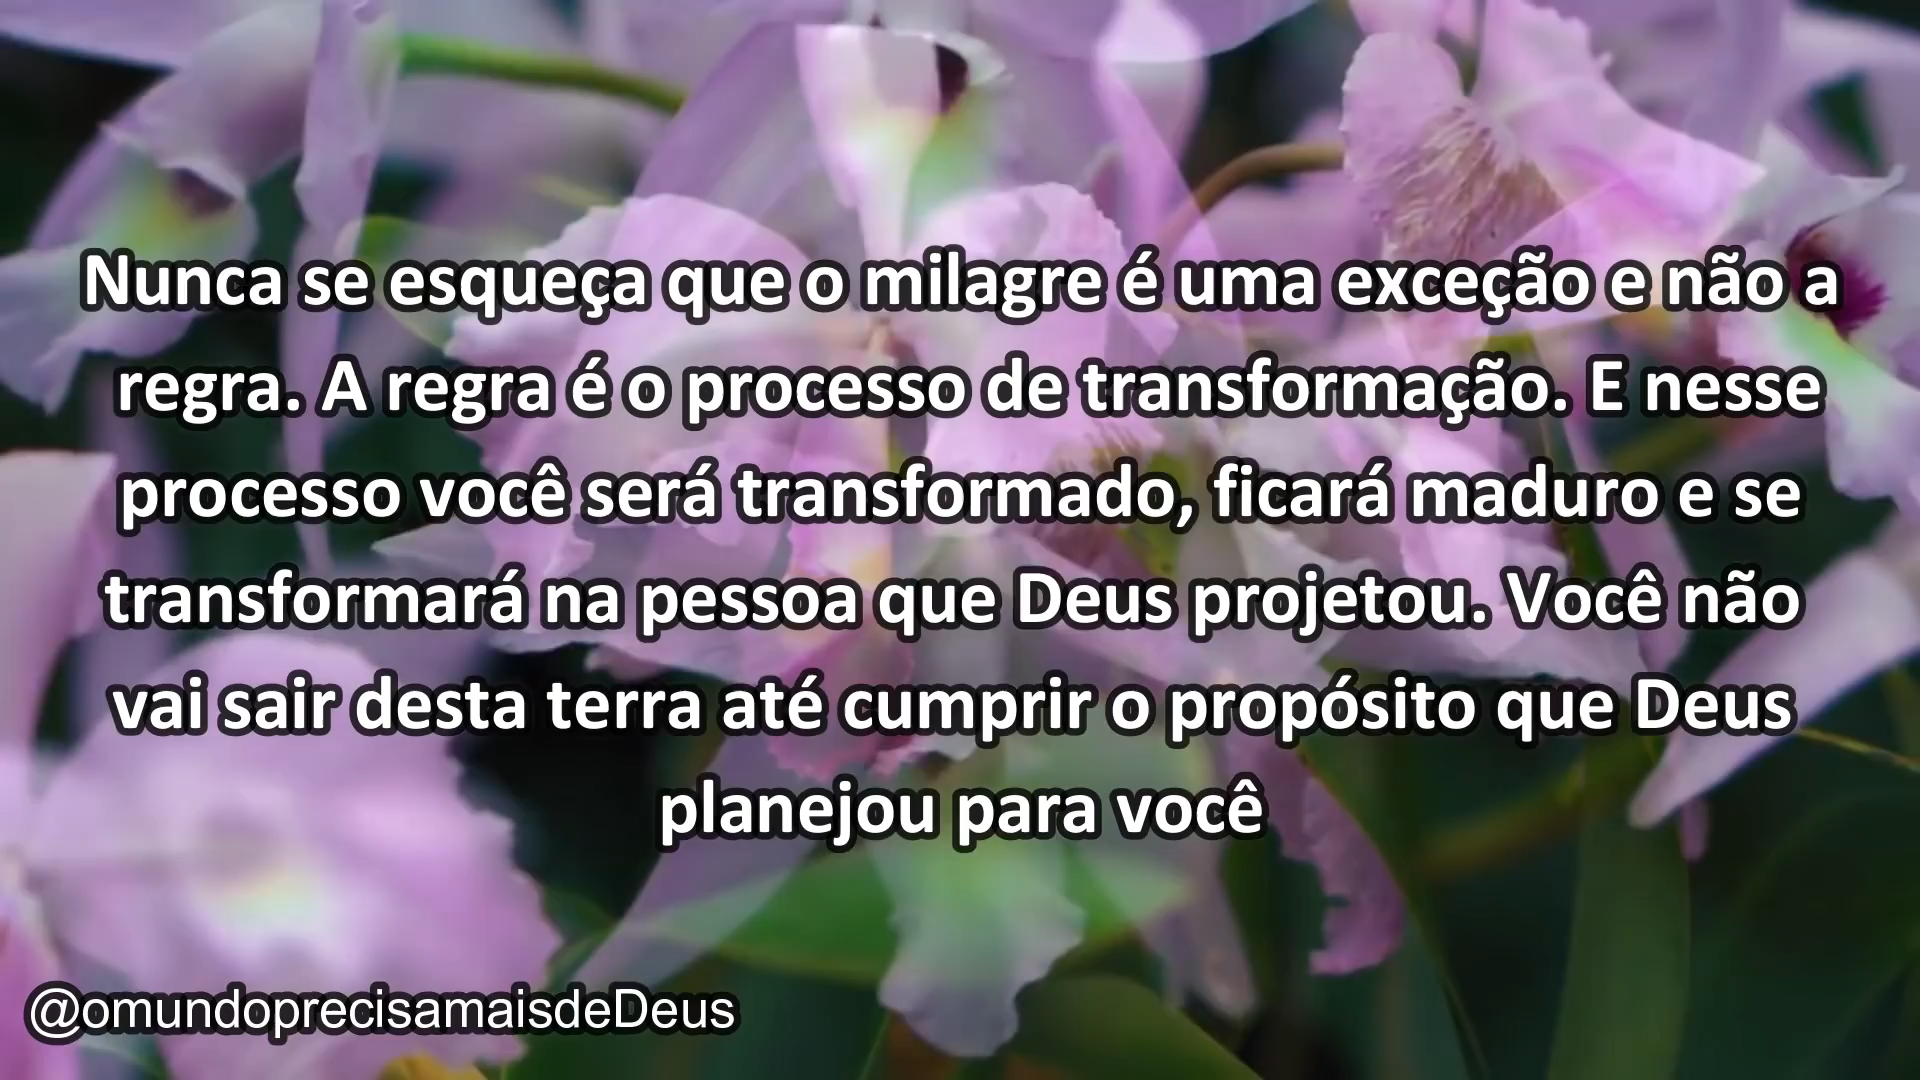 Nunca se esqueça que o milagre é uma exceção e não a
regra. A regra é o processo de transformação. E nesse
processo você será transformado, ficará maduro e se
transformará na pessoa que Deus projetou. Você não
vai sair desta terra até cumprir o propósito que Deus
planejou para você
@omundoprecisamaisdeDeus